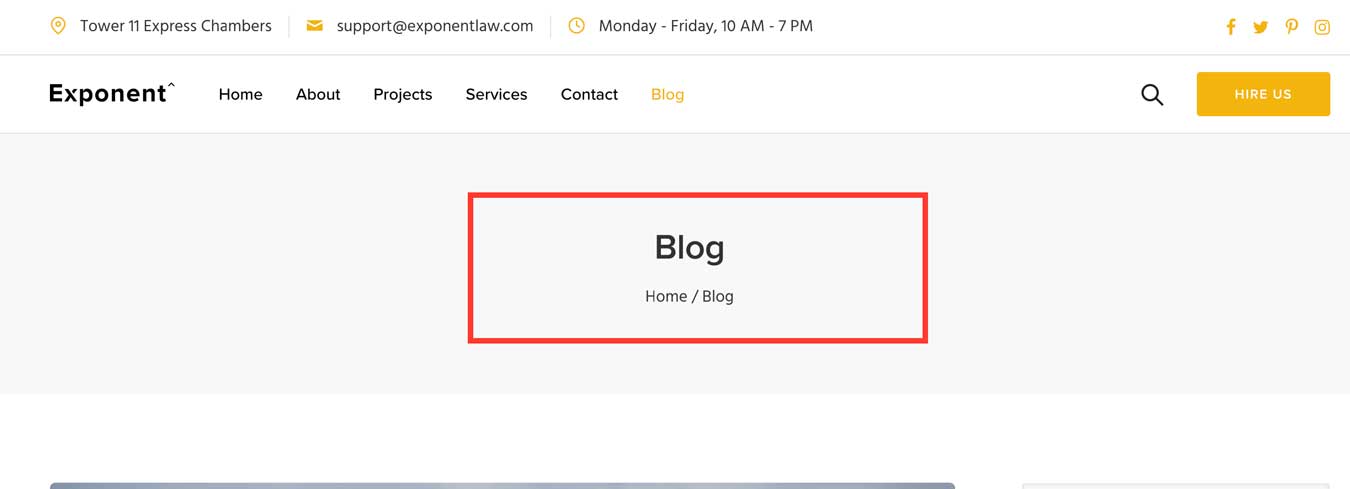 Tower 11 Express Chambers support@exponentlaw.com Monday - Friday, 10 AM - 7 PM
Exponent^ Home About Projects Services Contact Blog HIRE US
Blog
Home / Blog